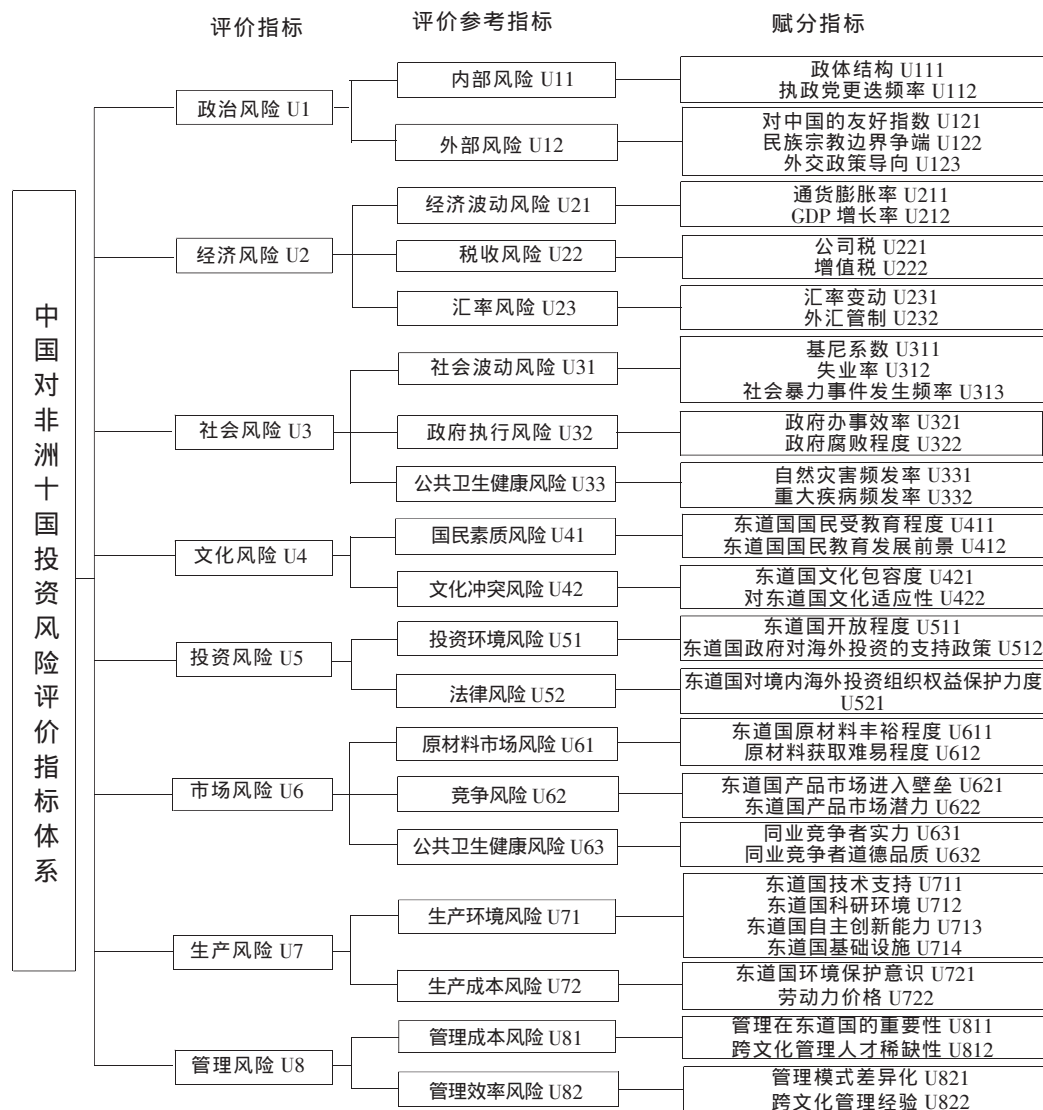 评价指标
评价参考指标
赋分指标
中国对非洲十国投资风险评价指标体系
政治风险 U1
内部风险 U11
政体结构 U111
执政党更迭频率 U112
外部风险 U12
对中国的友好指数 U121
民族宗教边界争端 U122
外交政策导向 U123
经济风险 U2
经济波动风险 U21
通货膨胀率 U211
GDP 增长率 U212
税收风险 U22
公司税 U221
增值税 U222
汇率风险 U23
汇率变动 U231
外汇管制 U232
社会风险 U3
社会波动风险 U31
基尼系数 U311
失业率 U312
社会暴力事件发生频率 U313
政府执行风险 U32
政府办事效率 U321
政府腐败程度 U322
公共卫生健康风险 U33
自然灾害频发率 U331
重大疾病频发率 U332
文化风险 U4
国民素质风险 U41
东道国国民受教育程度 U411
东道国国民教育发展前景 U412
文化冲突风险 U42
东道国文化包容度 U421
对东道国文化适应性 U422
投资风险 U5
投资环境风险 U51
东道国开放程度 U511
东道国政府对海外投资的支持政策 U512
法律风险 U52
东道国对境内海外投资组织权益保护力度
U521
市场风险 U6
原材料市场风险 U61
东道国原材料丰裕程度 U611
原材料获取难易程度 U612
竞争风险 U62
东道国产品市场进入壁垒 U621
东道国产品市场潜力 U622
公共卫生健康风险 U63
同业竞争者实力 U631
同业竞争者道德品质 U632
生产风险 U7
生产环境风险 U71
东道国技术支持 U711
东道国科研环境 U712
东道国自主创新能力 U713
东道国基础设施 U714
生产成本风险 U72
东道国环境保护意识 U721
劳动力价格 U722
管理风险 U8
管理成本风险 U81
管理在东道国的重要性 U811
跨文化管理人才稀缺性 U812
管理效率风险 U82
管理模式差异化 U821
跨文化管理经验 U822